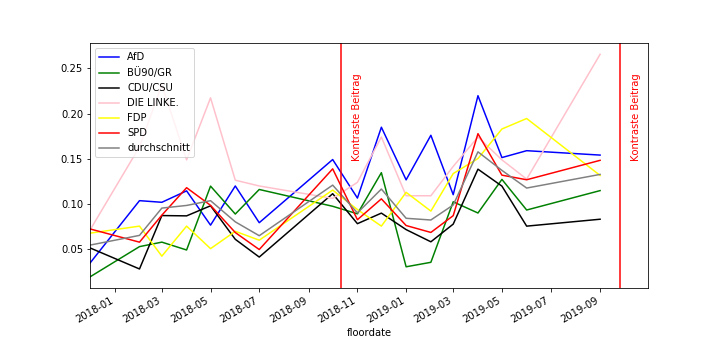 0.25
0.20
0.15
0.10
0.05
AfD
BÜ90/GR
CDU/CSU
DIE LINKE.
FDP
SPD
durchschnitt
Kontraste Beitrag
Kontraste Beitrag
2018-01
2018-03
2018-05
2018-07
2018-09
2018-11
2019-01
2019-03
2019-05
2019-07
2019-09
floordate